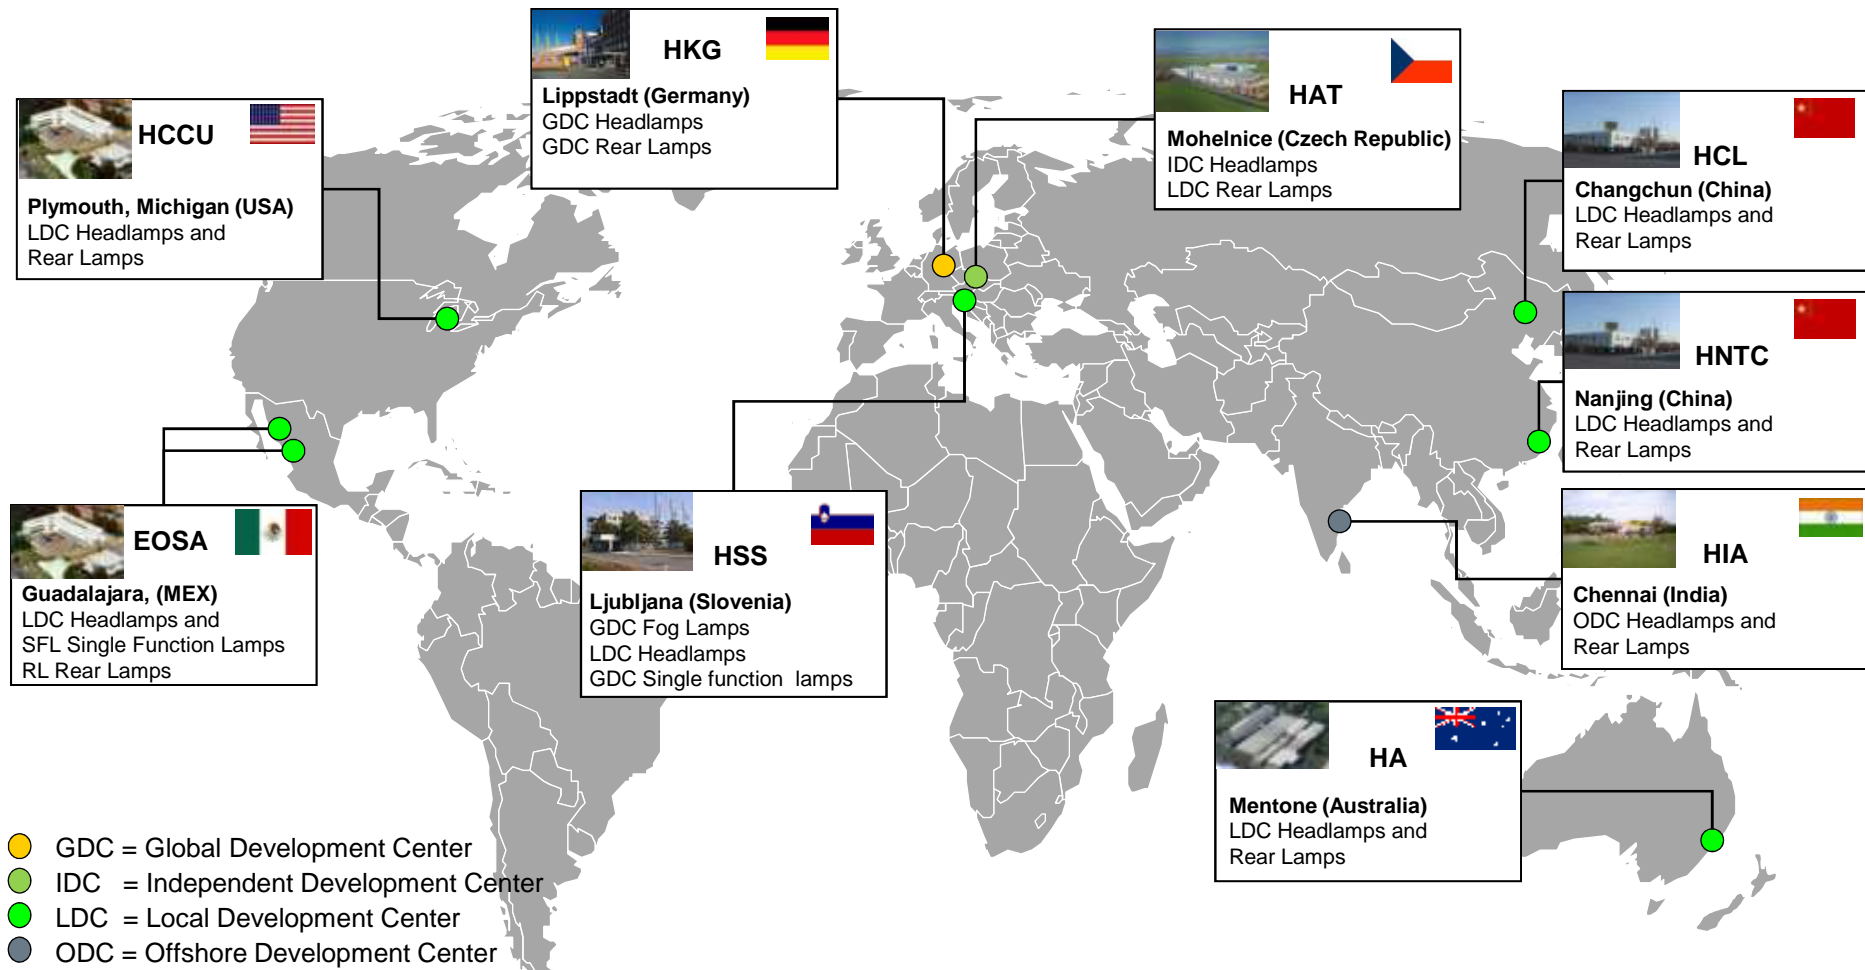 HKG
Lippstadt (Germany)
GDC Headlamps
GDC Rear Lamps
HAT
Mohelnice (Czech Republic)
IDC Headlamps
LDC Rear Lamps
HCCU
Plymouth, Michigan (USA)
LDC Headlamps and
Rear Lamps
HCL
Changchun (China)
LDC Headlamps and
Rear Lamps
HNTC
Nanjing (China)
LDC Headlamps and
Rear Lamps
EOSA
Guadalajara, (MEX)
LDC Headlamps and
SFL Single Function Lamps
RL Rear Lamps
HSS
Ljubljana (Slovenia)
GDC Fog Lamps
LDC Headlamps
GDC Single function lamps
HIA
Chennai (India)
ODC Headlamps and
Rear Lamps
HA
Mentone (Australia)
LDC Headlamps and
Rear Lamps
GDC = Global Development Center
IDC = Independent Development Center
LDC = Local Development Center
ODC = Offshore Development Center